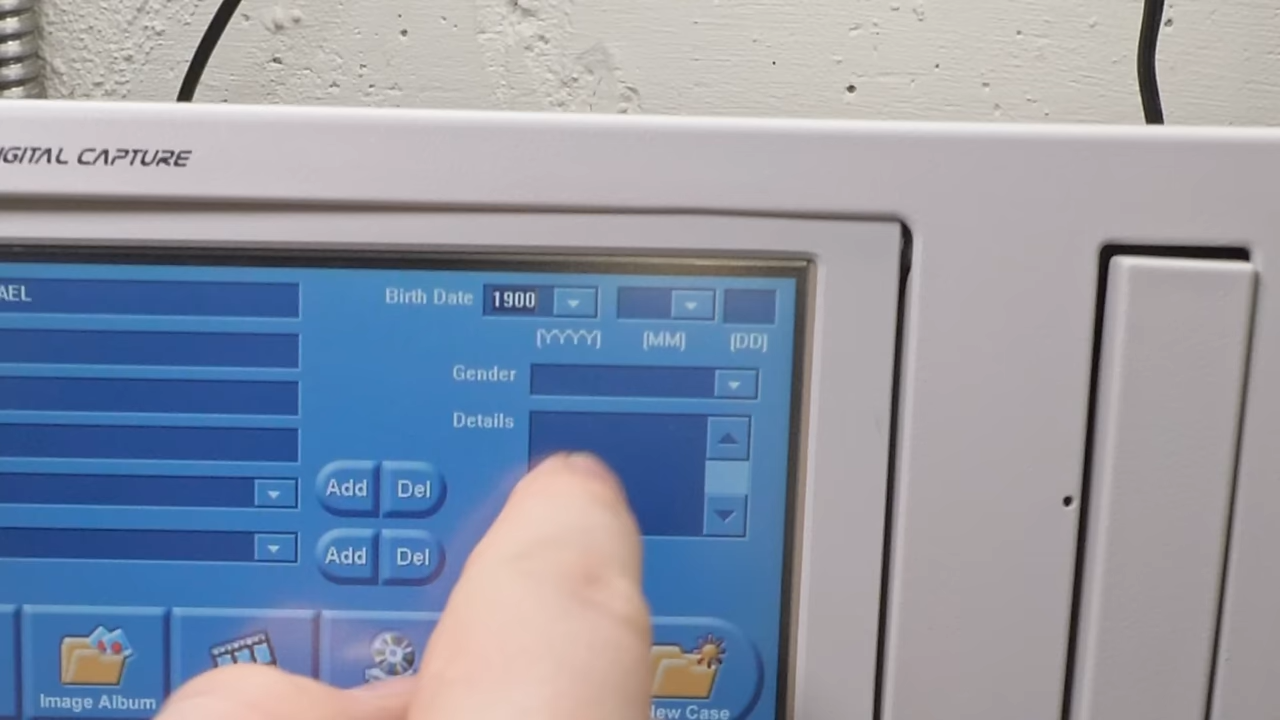 IGITAL CAPTURE
AEL
Birth Date 1900
[YYYY] [MM] [DD]
Gender
Details
Add Del
Add Del
Image Album
New Case